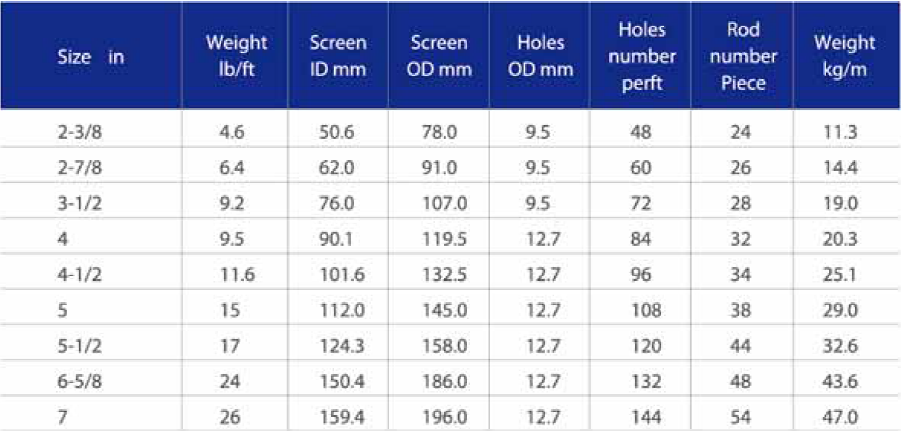 Size in Weight lb/ft Screen ID mm Screen OD mm Holes OD mm Holes number perft Rod number Piece Weight kg/m
2-3/8 4.6 50.6 78.0 9.5 48 24 11.3
2-7/8 6.4 62.0 91.0 9.5 60 26 14.4
3-1/2 9.2 76.0 107.0 9.5 72 28 19.0
4 9.5 90.1 119.5 12.7 84 32 20.3
4-1/2 11.6 101.6 132.5 12.7 96 34 25.1
5 15 112.0 145.0 12.7 108 38 29.0
5-1/2 17 124.3 158.0 12.7 120 44 32.6
6-5/8 24 150.4 186.0 12.7 132 48 43.6
7 26 159.4 196.0 12.7 144 54 47.0